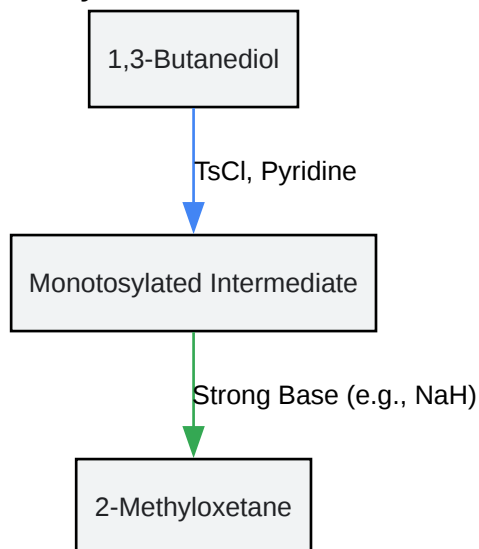 1,3-Butanediol
TsCl, Pyridine
Monotosylated Intermediate
Strong Base (e.g., NaH)
2-Methyloxetane